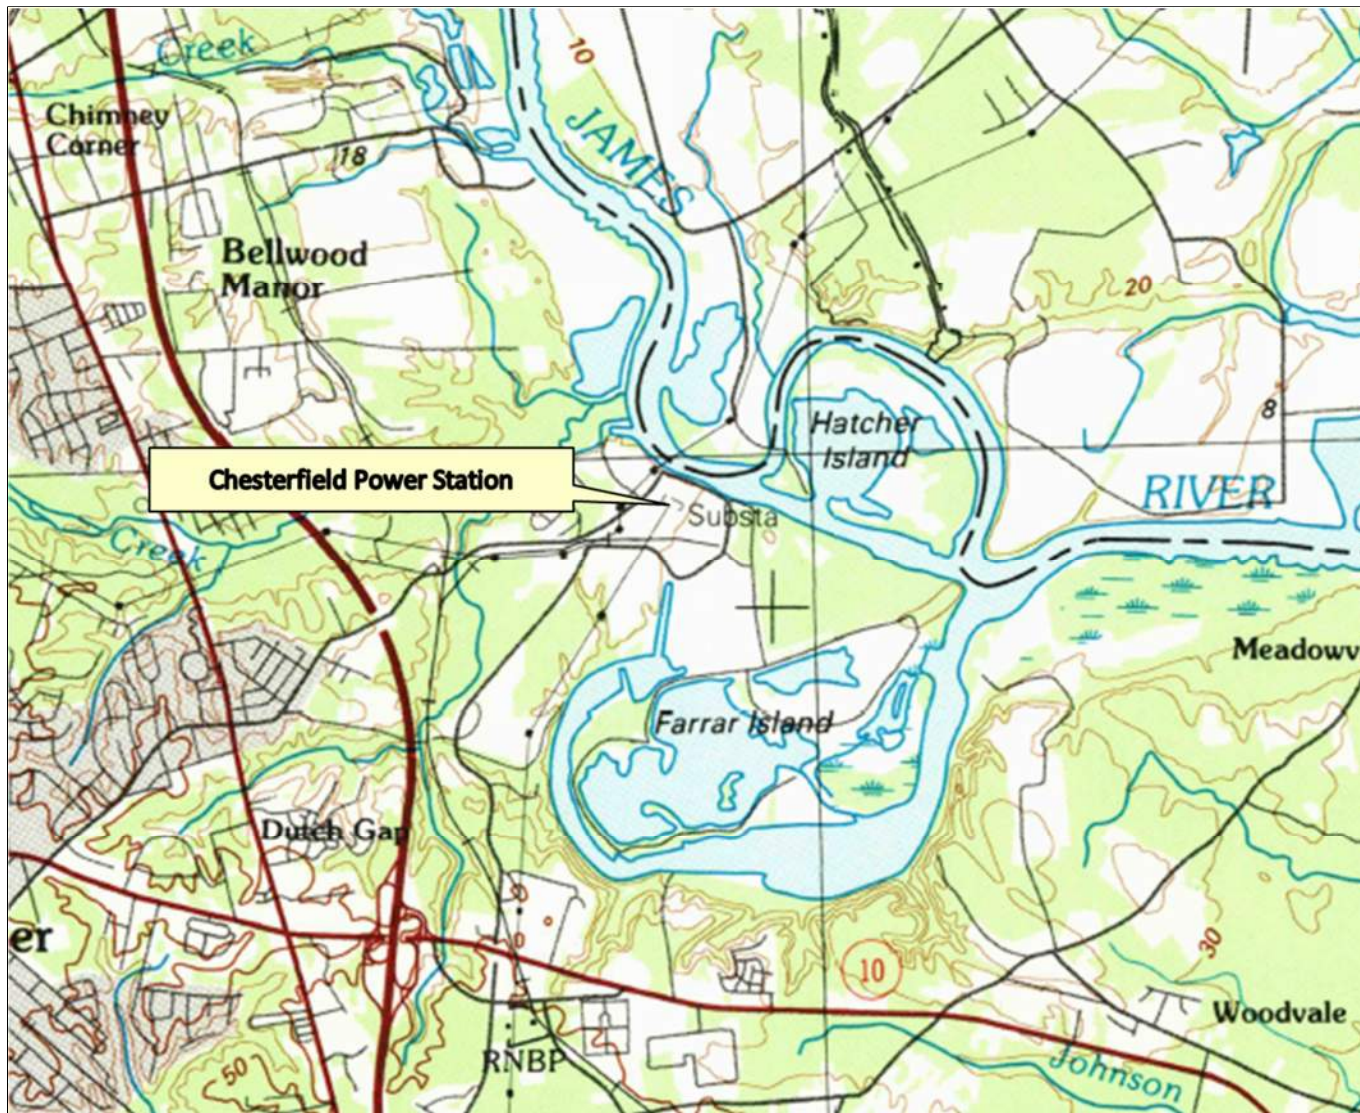 Creek
10
Chimney
Corner
JAMES
18
Bellwood
Manor
20
8
Hatcher
Island
Chesterfield Power Station
RIVER
Substa
Creek
Meadowv
Farrar Island
Dutch Gap
er
10
30
Woodvale
RNBP
Johnson
50